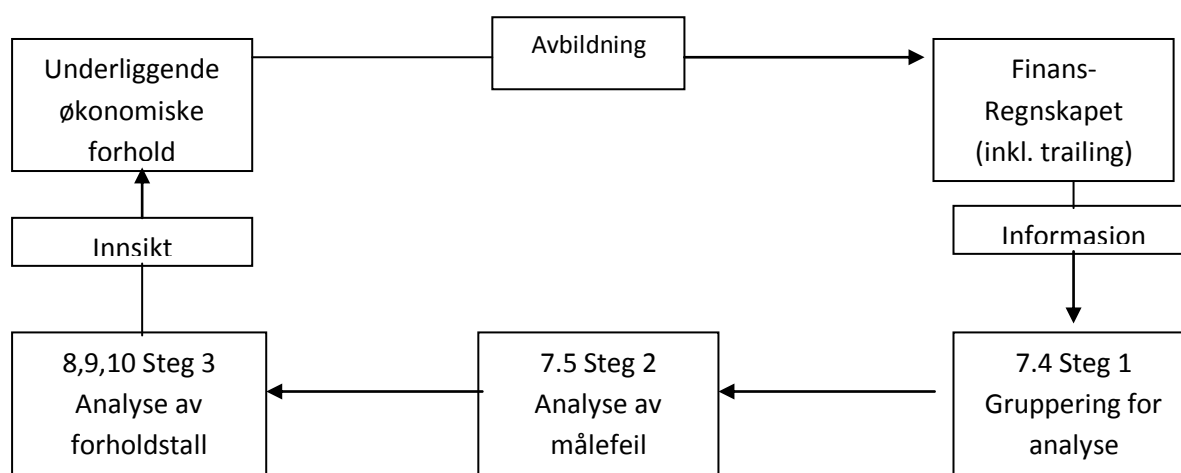 Underliggende
økonomiske
forhold
Avbildning
Finans-
Regnskapet
(inkl. trailing)
Informasjon
7.4 Steg 1
Gruppering for
analyse
7.5 Steg 2
Analyse av
målefeil
8,9,10 Steg 3
Analyse av
forholdstall
Innsikt